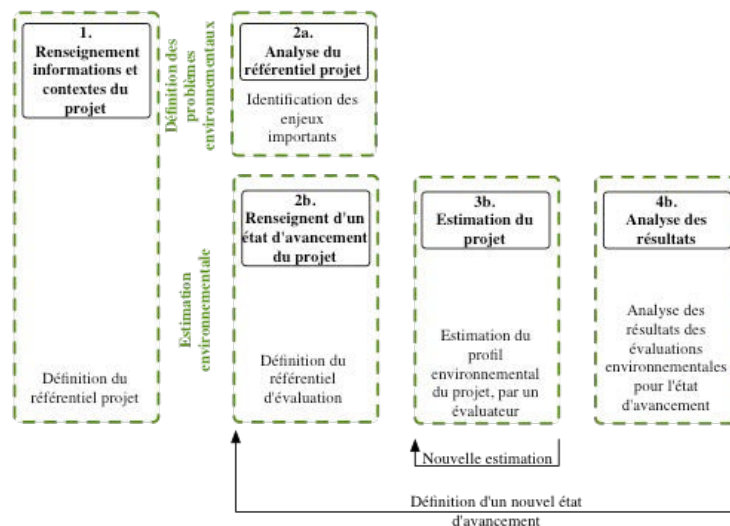 1.
Renseignement
informations et
contextes du
projet
Définition du
référentiel projet
Définition des
problèmes
environnementaux
2a.
Analyse du
référentiel projet
Identification des
enjeux
importants
Estimation
environnementale
2b.
Renseignent d'un
état d'avancement
du projet
Définition du
référentiel
d'évaluation
3b.
Estimation du
projet
Estimation du
profil
environnemental
du projet, par un
évaluateur
4b.
Analyse des
résultats
Analyse des
résultats des
évaluations
environnementales
pour l'état
d'avancement
Nouvelle estimation
Définition d'un nouvel état
d'avancement